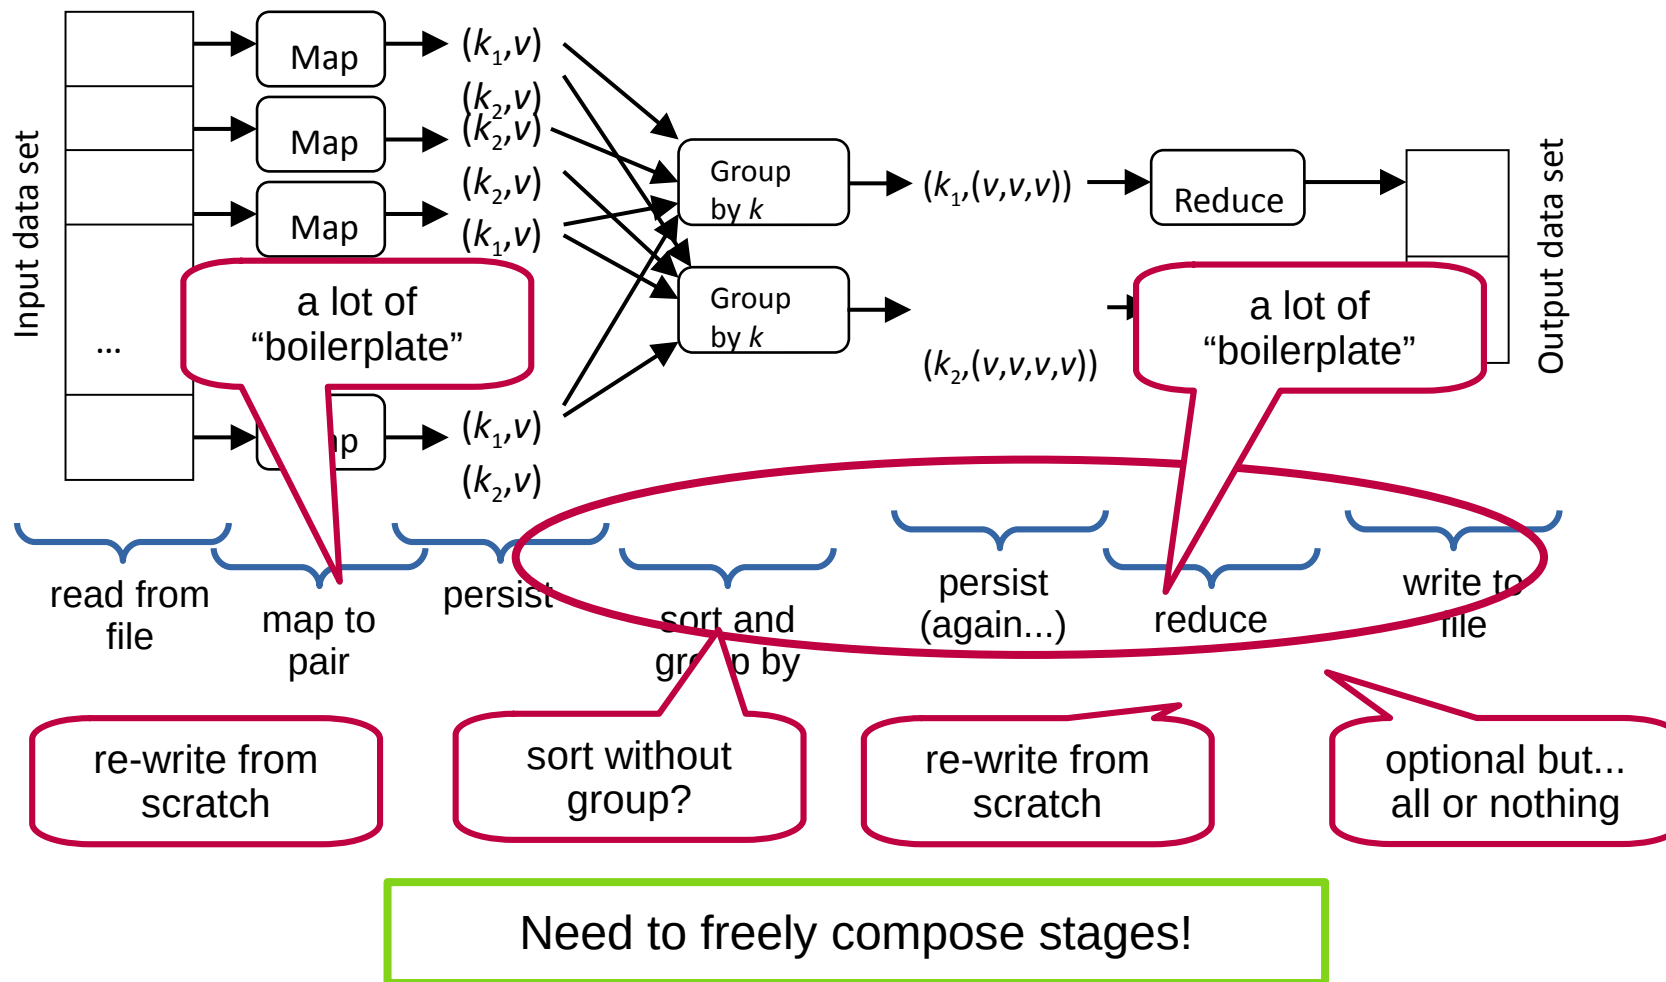 Input data set
...
Map
Map
Map
(k₁,v)
(k₂,v)
(k₂,v)
(k₂,v)
(k₁,v)
(k₁,v)
(k₂,v)
Group
by k
Group
by k
(k₁,(v,v,v))
(k₂,(v,v,v,v))
Reduce
Output data set
a lot of
“boilerplate”
a lot of
“boilerplate”
read from
file
map to
pair
persist
sort and
group by
persist
(again...)
reduce
write to
file
re-write from
scratch
sort without
group?
re-write from
scratch
optional but...
all or nothing
Need to freely compose stages!